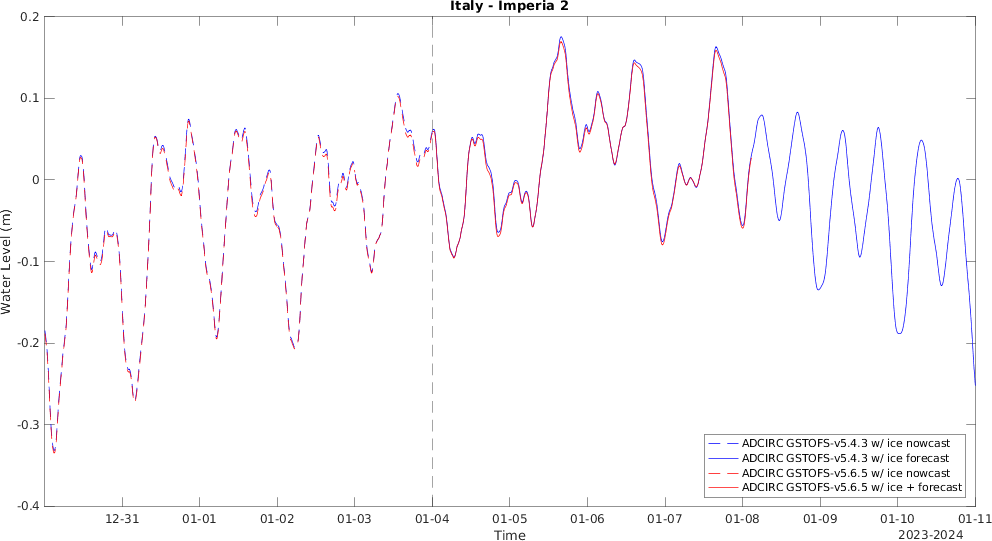 Italy - Imperia 2
Water Level (m)
0.2
0.1
0
-0.1
-0.2
-0.3
-0.4
ADCIRC GSTOFS-v5.4.3 w/ ice nowcast
ADCIRC GSTOFS-v5.4.3 w/ ice forecast
ADCIRC GSTOFS-v5.6.5 w/ ice nowcast
ADCIRC GSTOFS-v5.6.5 w/ ice + forecast
12-31 01-01 01-02 01-03 01-04 01-05 01-06 01-07 01-08 01-09 01-10 01-11
Time
2023-2024